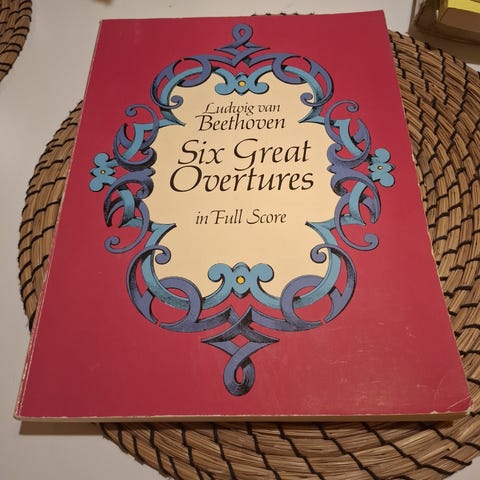 Ludwig van
Beethoven
Six Great
Overtures
in Full Score